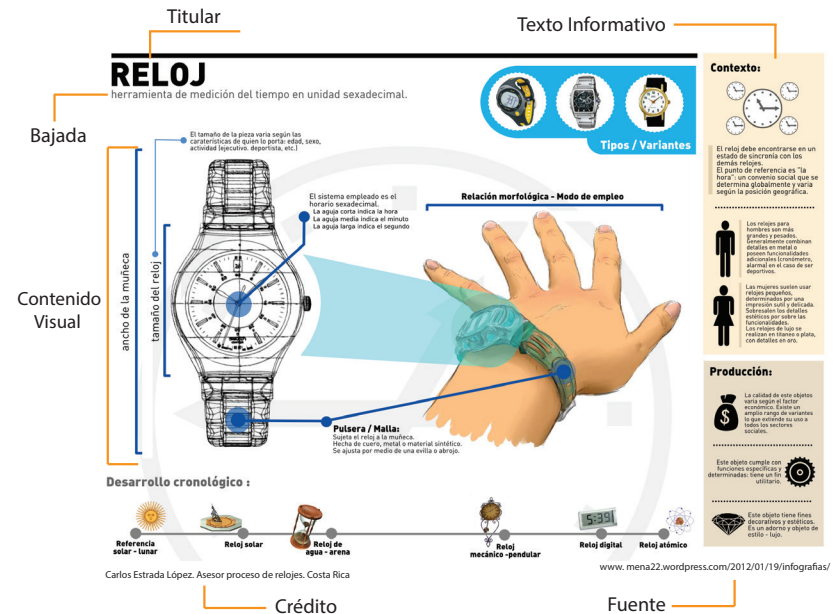 Titular
Texto Informativo
RELOJ
herramienta de medición del tiempo en unidad sexadecimal.
Bajada
Tipos / Variantes
El tamaño de la pieza varia según las
caraterísticas de quien lo porta: edad, sexo,
actividad (ejecutivo. deportista, etc.)
El sistema empleado es el
horario sexadecimal.
La aguja corta indica la hora
La aguja media indica el minuto
La aguja larga indica el segundo
Relación morfológica - Modo de empleo
Contenido
Visual
ancho de la muñeca
tamaño del reloj
Pulsera / Malla:
Sujeta el reloj a la muñeca.
Hecha de cuero, metal o material sintético.
Se ajusta por medio de una evilla o abrojo.
Contexto:
El reloj debe encontrarse en un
estado de sincronía con los
demás relojes.
El punto de referencia es "la
hora": un convenio social que se
determina globalmente y varia
según la posición geográfica.
Los relojes para
hombres son más
grandes y pesados.
Generalmente combinan
detalles en metal o
poseen funcionalidades
adicionales (cronómetro,
alarma) en el caso de ser
deportivos.
Las mujeres suelen usar
relojes pequeños,
determinados por una
impresión sutil y delicada.
Sobresalen los detalles
estéticos por sobre las
funcionalidades.
Los relojes de lujo se
realizan en titaneo o plata,
con detalles en oro.
Producción:
La calidad de este objetos
varia según el factor
económico. Existe un
amplio rango de variantes
lo que extiende su uso a
todos los sectores
sociales.
Este objeto cumple con
funciones específicas y
determinadas: tiene un fin
utilitario.
Este objeto tiene fines
decorativos y estéticos.
Es un adorno y objeto de
estilo - lujo.
Desarrollo cronológico :
5:39
Referencia
solar - lunar
Reloj solar
Reloj de
agua - arena
Reloj
mecánico -pendular
Reloj digital
Reloj atómico
Carlos Estrada López. Asesor proceso de relojes. Costa Rica
www. mena22.wordpress.com/2012/01/19/infografias/
Crédito
Fuente